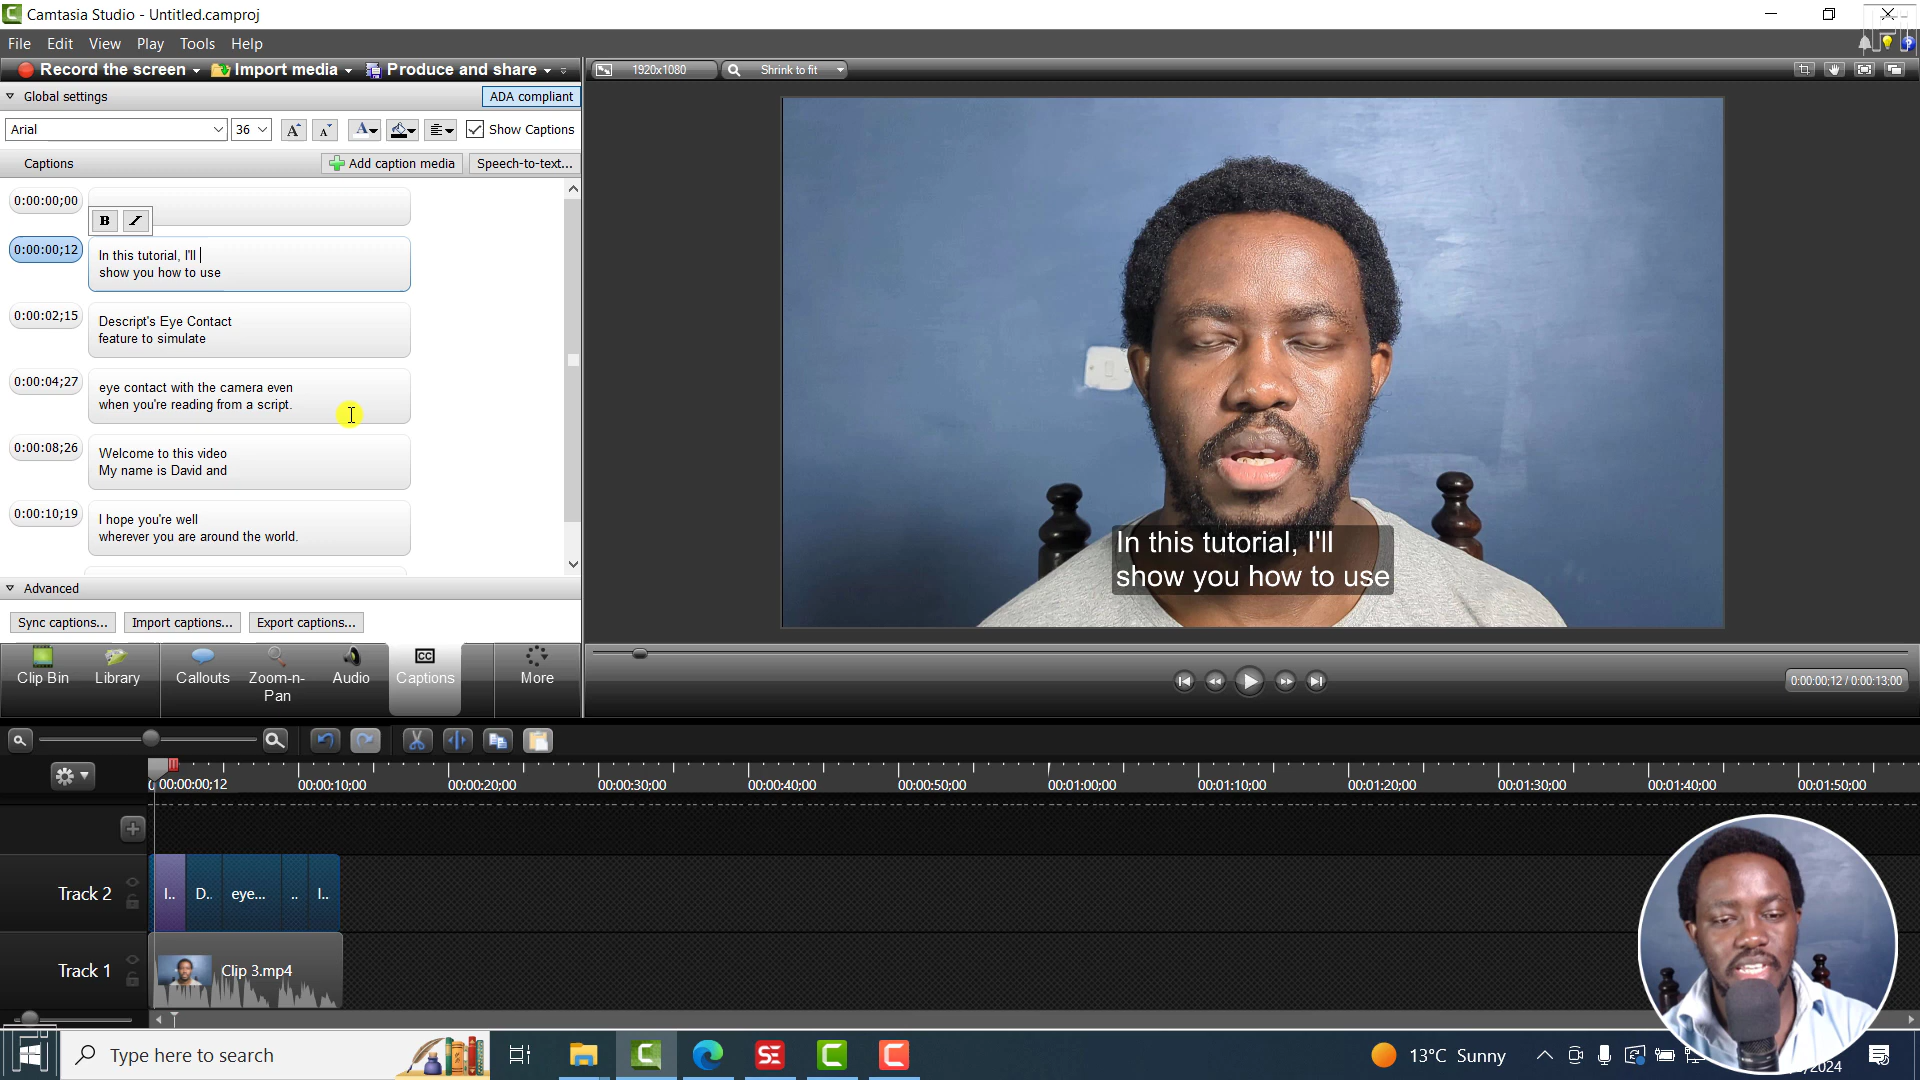 Camtasia Studio - Untitled.camproj
File Edit View Play Tools Help
Record the screen Import media Produce and share
1920x1080 Shrink to fit
Global settings ADA compliant
Arial 36 Show Captions
Captions Add caption media Speech-to-text...
0:00:00;00
B I
0:00:00;12
In this tutorial, I'll
show you how to use
0:00:02;15
Descript's Eye Contact
feature to simulate
0:00:04;27
eye contact with the camera even
when you're reading from a script.
0:00:08;26
Welcome to this video
My name is David and
0:00:10;19
I hope you're well
wherever you are around the world.
In this tutorial, I'll
show you how to use
Advanced
Sync captions... Import captions... Export captions...
Clip Bin Library Callouts Zoom-n-Pan Audio Captions More
CC
0:00:00;12 / 0:00:13;00
00:00:00;12 00:00:10;00 00:00:20;00 00:00:30;00 00:00:40;00 00:00:50;00 00:01:00;00 00:01:10;00 00:01:20;00 00:01:30;00 00:01:40;00 00:01:50;00
Track 2 I.. D.. eye... .. I..
Track 1 Clip 3.mp4
Type here to search
SE
13°C Sunny
2024